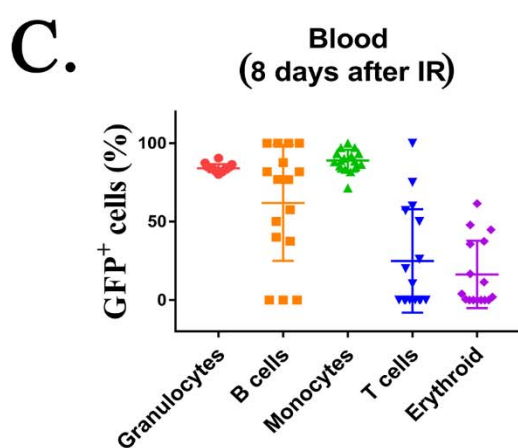 C.
Blood
(8 days after IR)
GFP⁺ cells (%)
100
50
0
Granulocytes
B cells
Monocytes
T cells
Erythroid